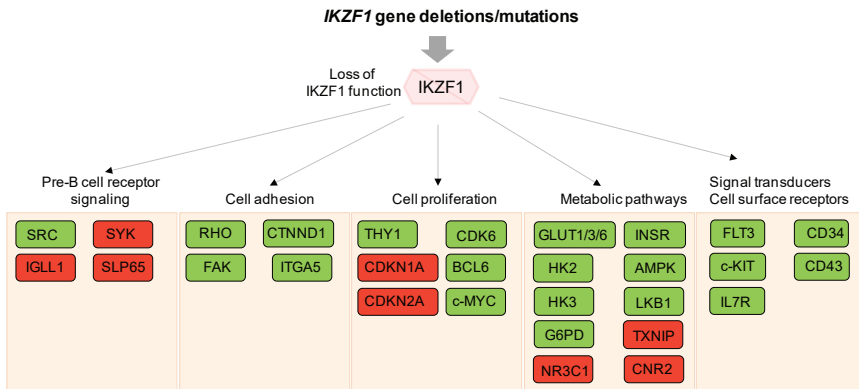 IKZF1 gene deletions/mutations
Loss of
IKZF1 function
IKZF1
Pre-B cell receptor
signaling
SRC
SYK
IGLL1
SLP65
Cell adhesion
RHO
CTNND1
FAK
ITGA5
Cell proliferation
THY1
CDK6
CDKN1A
BCL6
CDKN2A
c-MYC
Metabolic pathways
GLUT1/3/6
INSR
HK2
AMPK
HK3
LKB1
G6PD
TXNIP
NR3C1
CNR2
Signal transducers
Cell surface receptors
FLT3
CD34
c-KIT
CD43
IL7R